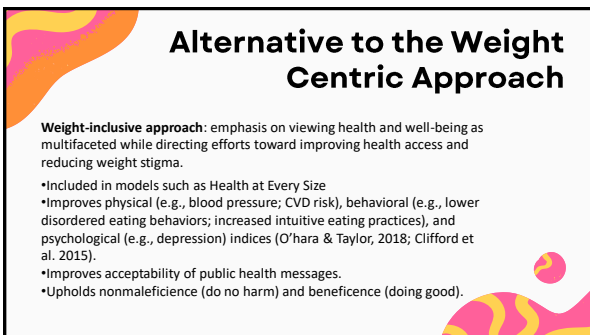 Alternative to the Weight
Centric Approach
Weight-inclusive approach: emphasis on viewing health and well-being as
multifaceted while directing efforts toward improving health access and
reducing weight stigma.
•Included in models such as Health at Every Size
•Improves physical (e.g., blood pressure; CVD risk), behavioral (e.g., lower
disordered eating behaviors; increased intuitive eating practices), and
psychological (e.g., depression) indices (O’hara & Taylor, 2018; Clifford et
al. 2015).
•Improves acceptability of public health messages.
•Upholds nonmaleficience (do no harm) and beneficence (doing good).